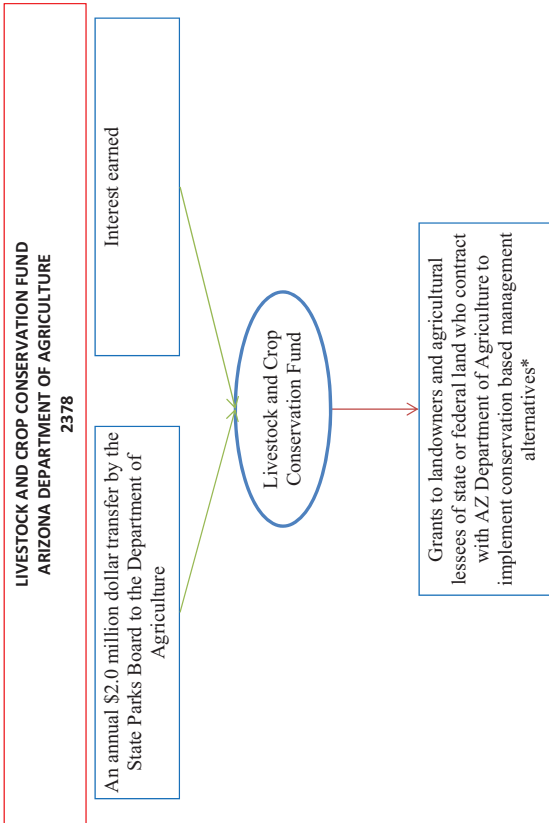 LIVESTOCK AND CROP CONSERVATION FUND
ARIZONA DEPARTMENT OF AGRICULTURE
2378
An annual $2.0 million dollar transfer by the
State Parks Board to the Department of
Agriculture
Interest earned
Livestock and Crop
Conservation Fund
Grants to landowners and agricultural
lessees of state or federal land who contract
with AZ Department of Agriculture to
implement conservation based management
alternatives*